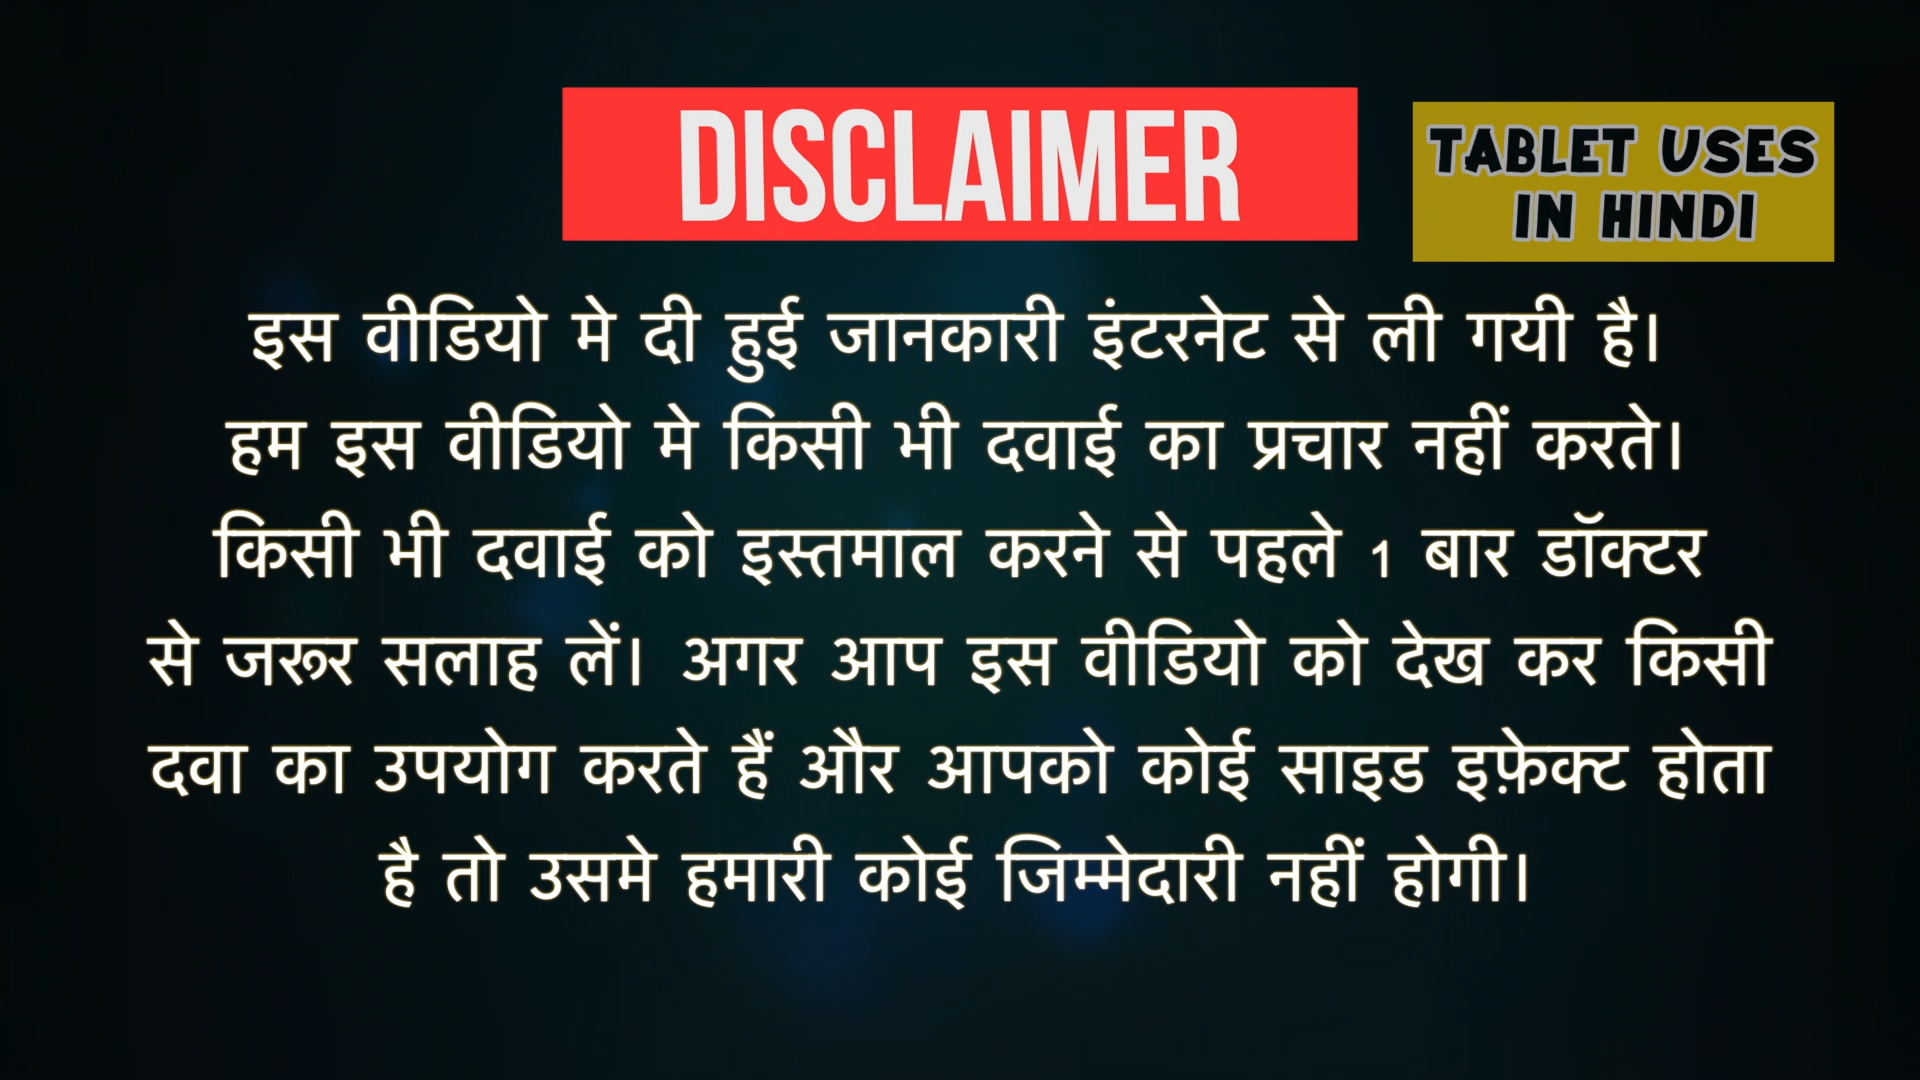 DISCLAIMER
TABLET USES
IN HINDI
इस वीडियो मे दी हुई जानकारी इंटरनेट से ली गयी है।
हम इस वीडियो मे किसी भी दवाई का प्रचार नहीं करते।
किसी भी दवाई को इस्तमाल करने से पहले 1 बार डॉक्टर
से जरूर सलाह लें। अगर आप इस वीडियो को देख कर किसी
दवा का उपयोग करते हैं और आपको कोई साइड इफ़ेक्ट होता
है तो उसमे हमारी कोई जिम्मेदारी नहीं होगी।